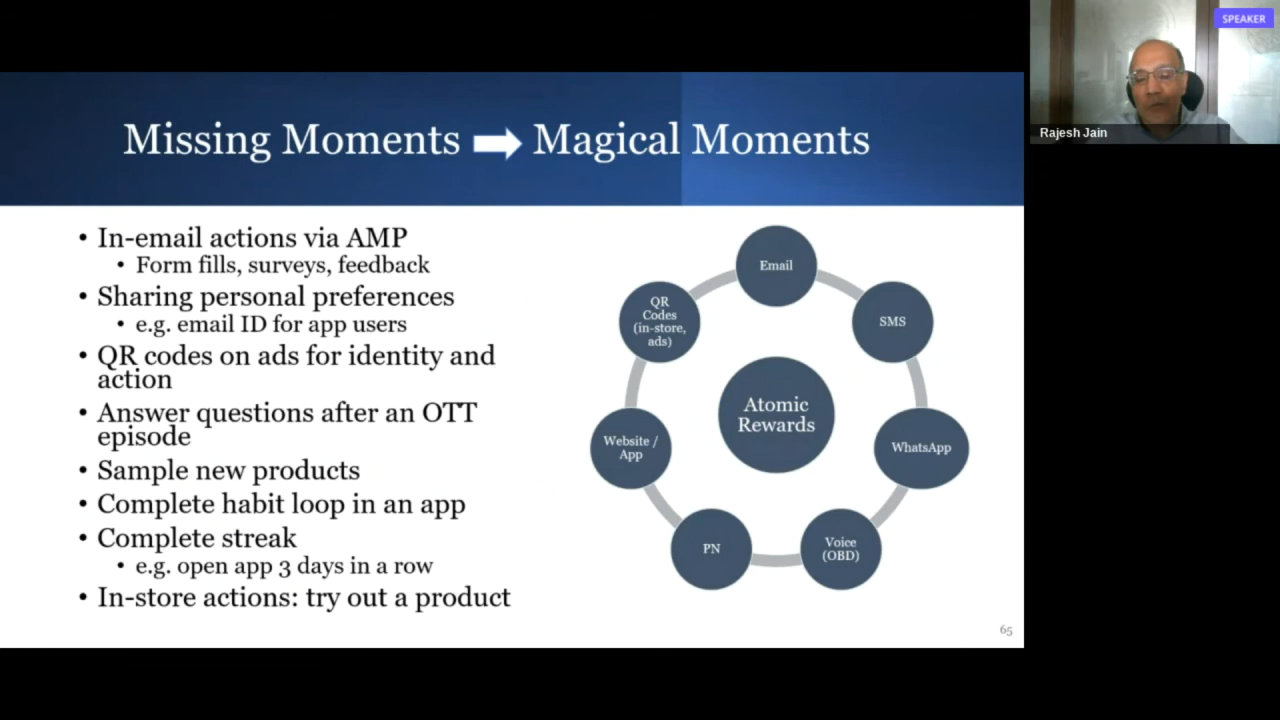 SPEAKER
Rajesh Jain
Missing Moments ➡ Magical Moments
• In-email actions via AMP
• Form fills, surveys, feedback
• Sharing personal preferences
• e.g. email ID for app users
• QR codes on ads for identity and
action
• Answer questions after an OTT
episode
• Sample new products
• Complete habit loop in an app
• Complete streak
• e.g. open app 3 days in a row
• In-store actions: try out a product
Email
SMS
WhatsApp
Voice
(OBD)
PN
Website /
App
QR
Codes
(in-store,
ads)
Atomic
Rewards
65